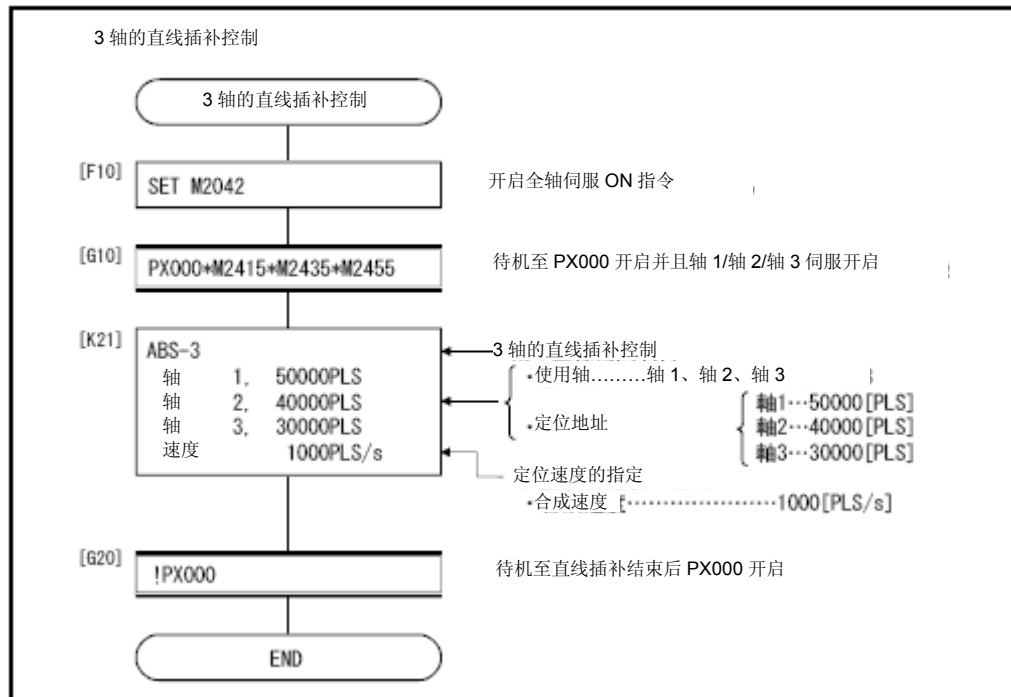 3 轴的直线插补控制
3 轴的直线插补控制
[F10]
SET M2042
开启全轴伺服 ON 指令
[G10]
PX000*M2415*M2435*M2455
待机至 PX000 开启并且轴 1/轴 2/轴 3 伺服开启
[K21]
ABS-3
轴 1, 50000PLS
轴 2, 40000PLS
轴 3, 30000PLS
速度 1000PLS/s
3 轴的直线插补控制
・使用轴………轴 1、轴 2、轴 3
・定位地址
軸1…50000[PLS]
軸2…40000[PLS]
軸3…30000[PLS]
定位速度的指定
・合成速度 […………………1000[PLS/s]
[G20]
!PX000
待机至直线插补结束后 PX000 开启
END